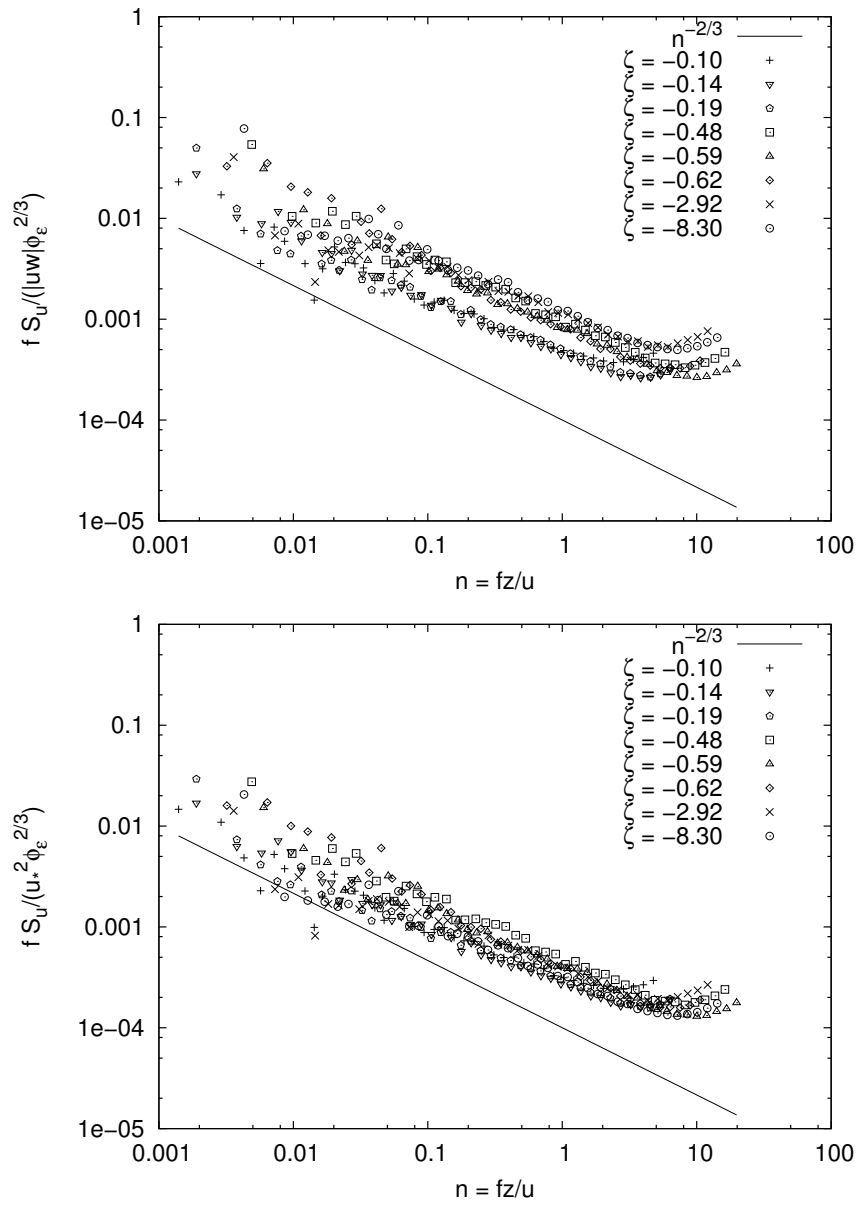 1
0.1
0.01
0.001
1e−04
1e−05
0.001 0.01 0.1 1 10 100
f S_u/(|uw|ϕ_ε^{2/3})
n = fz/u
n^{−2/3}
ζ = −0.10
ζ = −0.14
ζ = −0.19
ζ = −0.48
ζ = −0.59
ζ = −0.62
ζ = −2.92
ζ = −8.30
1
0.1
0.01
0.001
1e−04
1e−05
0.001 0.01 0.1 1 10 100
f S_u/(u_*^2 ϕ_ε^{2/3})
n = fz/u
n^{−2/3}
ζ = −0.10
ζ = −0.14
ζ = −0.19
ζ = −0.48
ζ = −0.59
ζ = −0.62
ζ = −2.92
ζ = −8.30